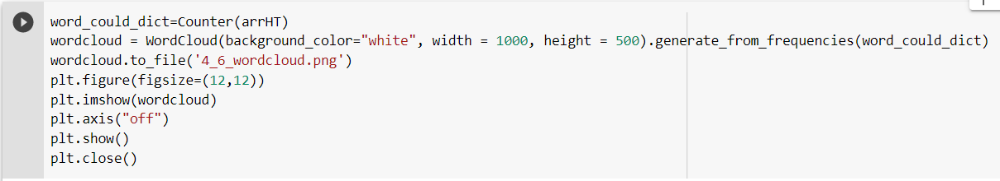 word_could_dict=Counter(arrHT)
wordcloud = WordCloud(background_color="white", width = 1000, height = 500).generate_from_frequencies(word_could_dict)
wordcloud.to_file('4_6_wordcloud.png')
plt.figure(figsize=(12,12))
plt.imshow(wordcloud)
plt.axis("off")
plt.show()
plt.close()